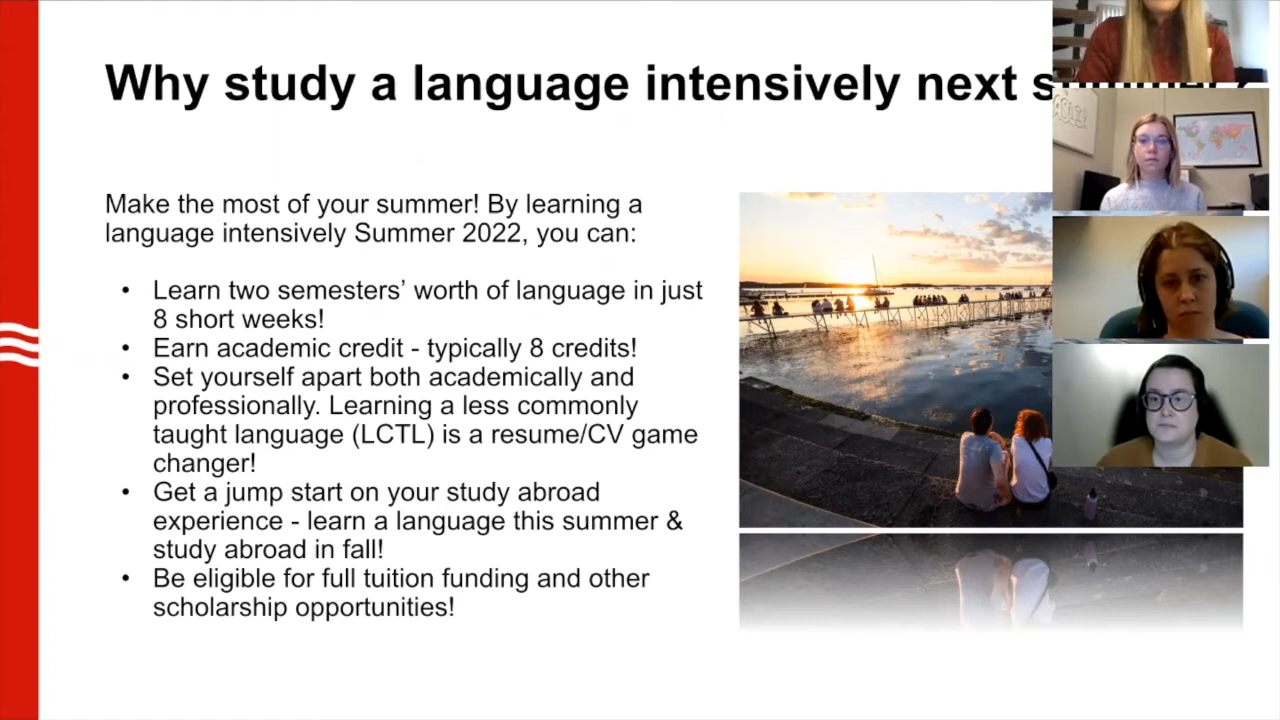 Why study a language intensively next
Make the most of your summer! By learning a
language intensively Summer 2022, you can:
• Learn two semesters’ worth of language in just
8 short weeks!
• Earn academic credit - typically 8 credits!
• Set yourself apart both academically and
professionally. Learning a less commonly
taught language (LCTL) is a resume/CV game
changer!
• Get a jump start on your study abroad
experience - learn a language this summer &
study abroad in fall!
• Be eligible for full tuition funding and other
scholarship opportunities!